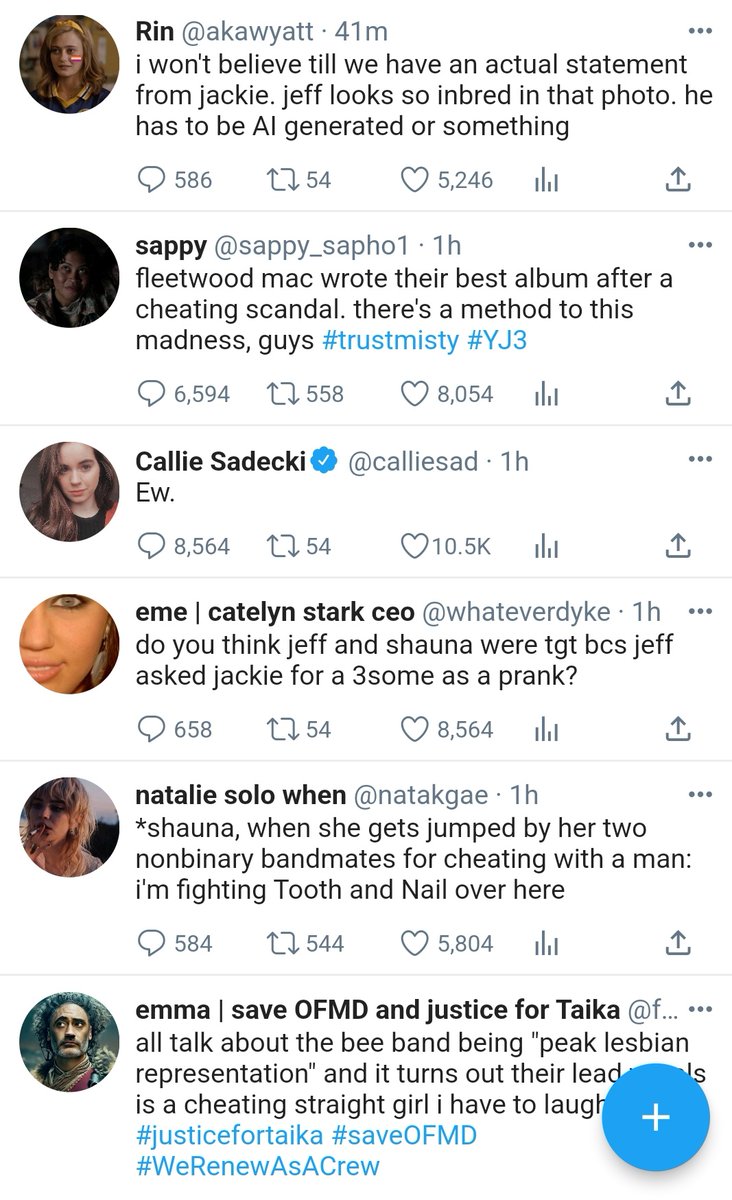 Rin @akawyatt · 41m
i won't believe till we have an actual statement
from jackie. jeff looks so inbred in that photo. he
has to be AI generated or something
586 54 5,246
sappy @sappy_sapho1 · 1h
fleetwood mac wrote their best album after a
cheating scandal. there's a method to this
madness, guys #trustmisty #YJ3
6,594 558 8,054
Callie Sadecki @calliesad · 1h
Ew.
8,564 54 10.5K
eme | catelyn stark ceo @whateverdyke · 1h
do you think jeff and shauna were tgt bcs jeff
asked jackie for a 3some as a prank?
658 54 8,564
natalie solo when @natakgae · 1h
*shauna, when she gets jumped by her two
nonbinary bandmates for cheating with a man:
i'm fighting Tooth and Nail over here
584 544 5,804
emma | save OFMD and justice for Taika @f...
all talk about the bee band being "peak lesbian
representation" and it turns out their lead
is a cheating straight girl i have to laugh
#justicefortaika #saveOFMD
#WeRenewAsACrew